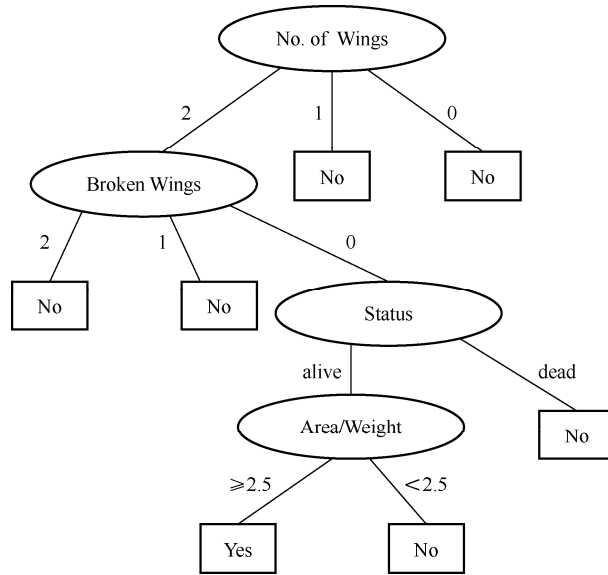 No. of Wings
2
1
0
Broken Wings
No
No
2
1
0
No
No
Status
alive
dead
Area/Weight
No
≥2.5
<2.5
Yes
No